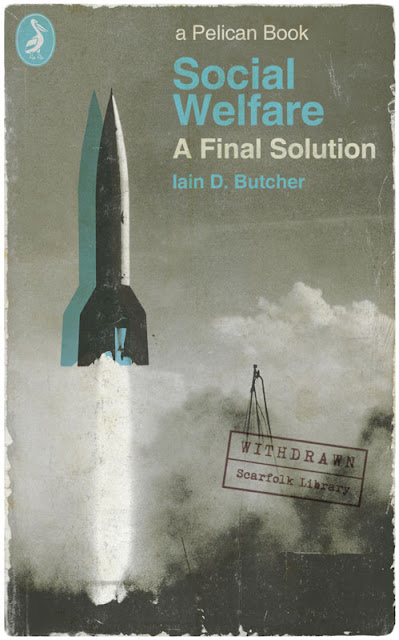 a Pelican Book
Social
Welfare
A Final Solution
Iain D. Butcher
WITHDRAWN
Scarfolk Library